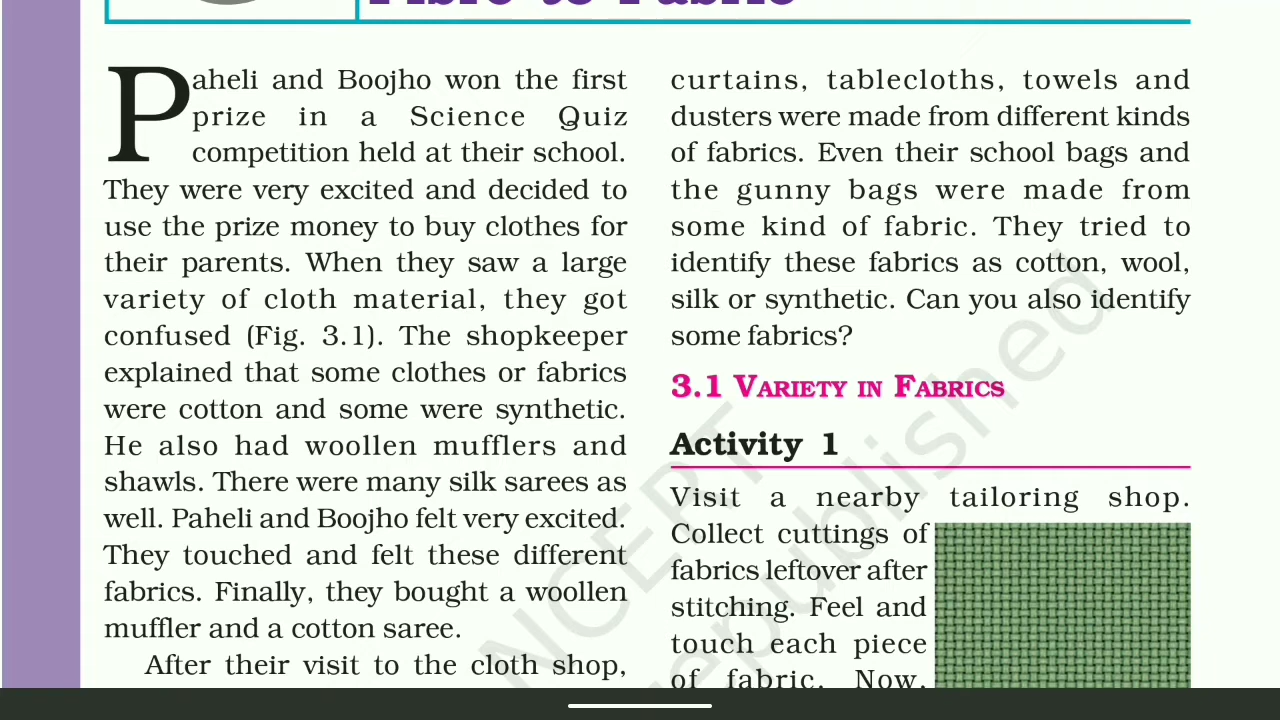 Fibre to Fabric
Paheli and Boojho won the first
prize in a Science Quiz
competition held at their school.
They were very excited and decided to
use the prize money to buy clothes for
their parents. When they saw a large
variety of cloth material, they got
confused (Fig. 3.1). The shopkeeper
explained that some clothes or fabrics
were cotton and some were synthetic.
He also had woollen mufflers and
shawls. There were many silk sarees as
well. Paheli and Boojho felt very excited.
They touched and felt these different
fabrics. Finally, they bought a woollen
muffler and a cotton saree.
After their visit to the cloth shop,
curtains, tablecloths, towels and
dusters were made from different kinds
of fabrics. Even their school bags and
the gunny bags were made from
some kind of fabric. They tried to
identify these fabrics as cotton, wool,
silk or synthetic. Can you also identify
some fabrics?
3.1 VARIETY IN FABRICS
Activity 1
Visit a nearby tailoring shop.
Collect cuttings of
fabrics leftover after
stitching. Feel and
touch each piece
of fabric. Now,
NCERT
republished